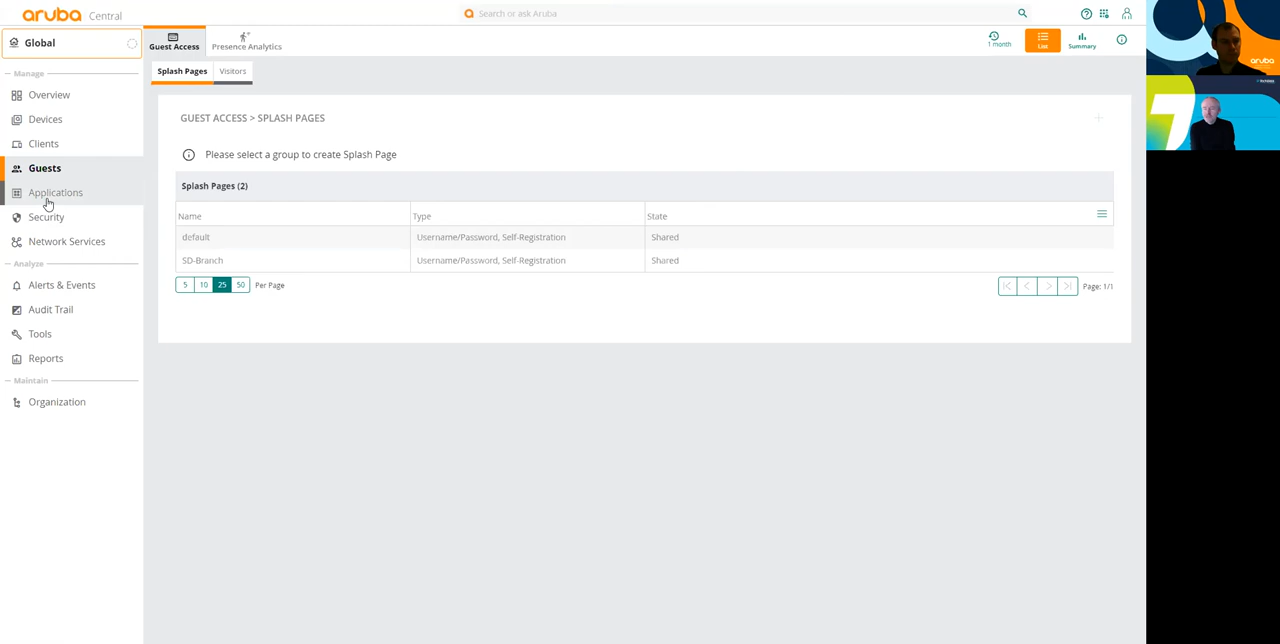 aruba Central
Search or ask Aruba
Global
Guest Access
Presence Analytics
1 month
List
Summary
Splash Pages
Visitors
Manage
Overview
Devices
Clients
Guests
Applications
Security
Network Services
Analyze
Alerts & Events
Audit Trail
Tools
Reports
Maintain
Organization
GUEST ACCESS > SPLASH PAGES
Please select a group to create Splash Page
Splash Pages (2)
Name Type State
default Username/Password, Self-Registration Shared
SD-Branch Username/Password, Self-Registration Shared
5 10 25 50 Per Page
Page: 1/1
aruba